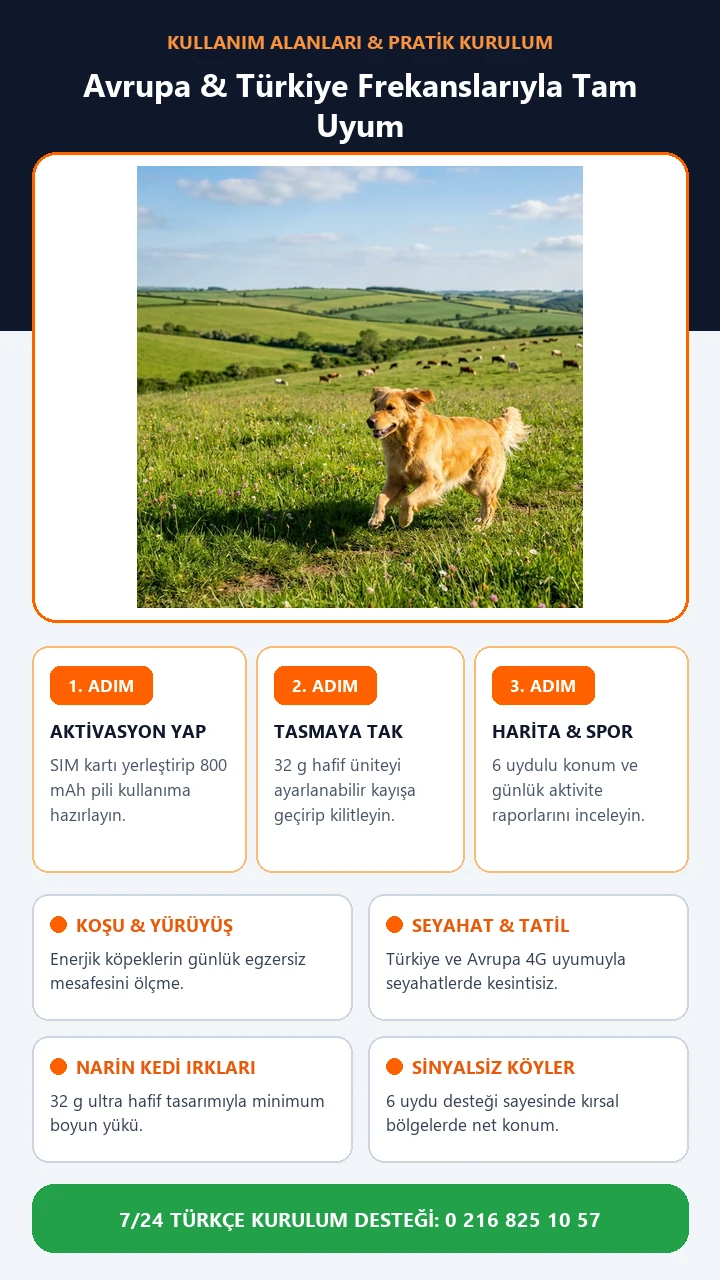 KULLANIM ALANLARI & PRATİK KURULUM
Avrupa & Türkiye Frekanslarıyla Tam
Uyum
1. ADIM
AKTİVASYON YAP
SIM kartı yerleştirip 800
mAh pili kullanıma
hazırlayın.
2. ADIM
TASMAYA TAK
32 g hafif üniteyi
ayarlanabilir kayışa
geçirip kilitleyin.
3. ADIM
HARİTA & SPOR
6 uydulu konum ve
günlük aktivite
raporlarını inceleyin.
KOŞU & YÜRÜYÜŞ
Enerjik köpeklerin günlük egzersiz
mesafesini ölçme.
SEYAHAT & TATİL
Türkiye ve Avrupa 4G uyumuyla
seyahatlerde kesintisiz.
NARİN KEDİ IRKLARI
32 g ultra hafif tasarımıyla minimum
boyun yükü.
SİNYALSİZ KÖYLER
6 uydu desteği sayesinde kırsal
bölgelerde net konum.
7/24 TÜRKÇE KURULUM DESTEĞİ: 0 216 825 10 57